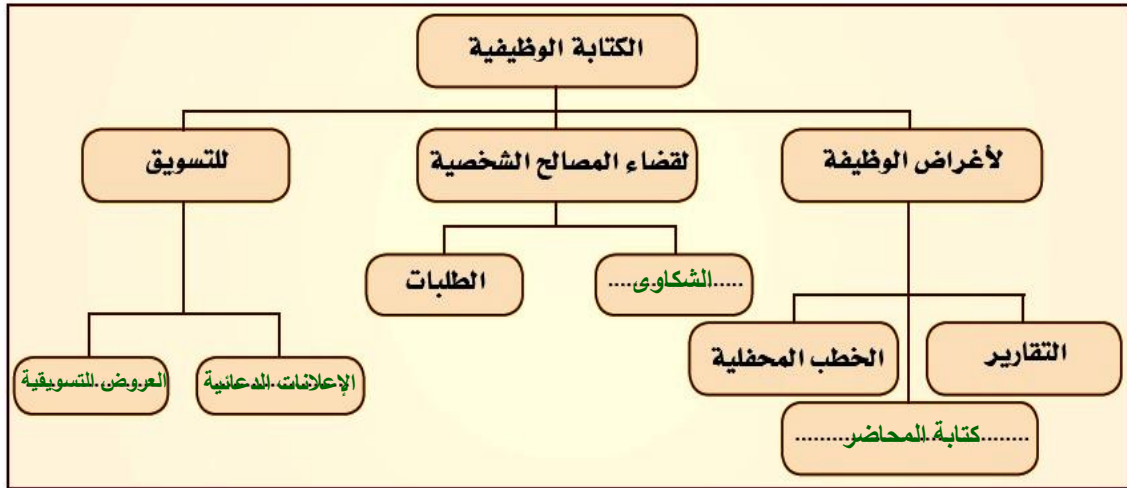 الكتابة الوظيفية
لأغراض الوظيفة
لقضاء المصالح الشخصية
للتسويق
الشكاوى
الطلبات
التقارير
الخطب المحفلية
الإعلانات الدعائية
العروض التسويقية
كتابة المحاضر